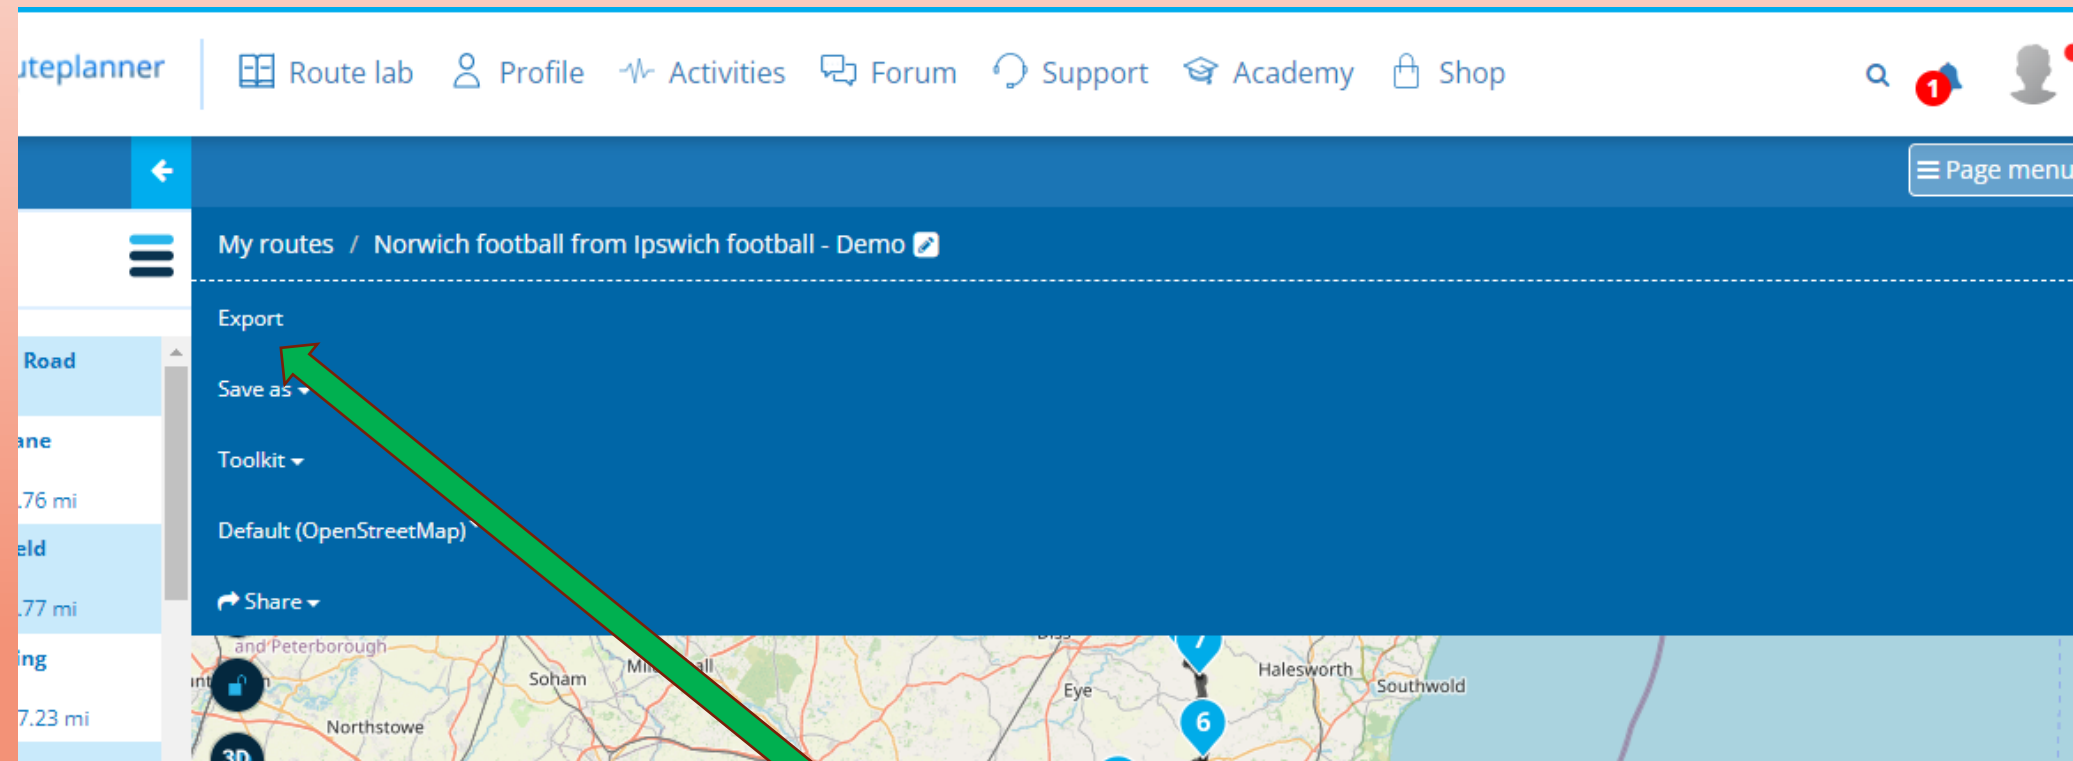 uteplanner
Route lab
Profile
Activities
Forum
Support
Academy
Shop
1
Page menu
My routes / Norwich football from Ipswich football - Demo
Export
Save as
Toolkit
Default (OpenStreetMap)
Share
Road
ane
.76 mi
eld
.77 mi
ing
7.23 mi
and Peterborough
Soham
Northstowe
3D
Eye
7
6
Halesworth
Southwold